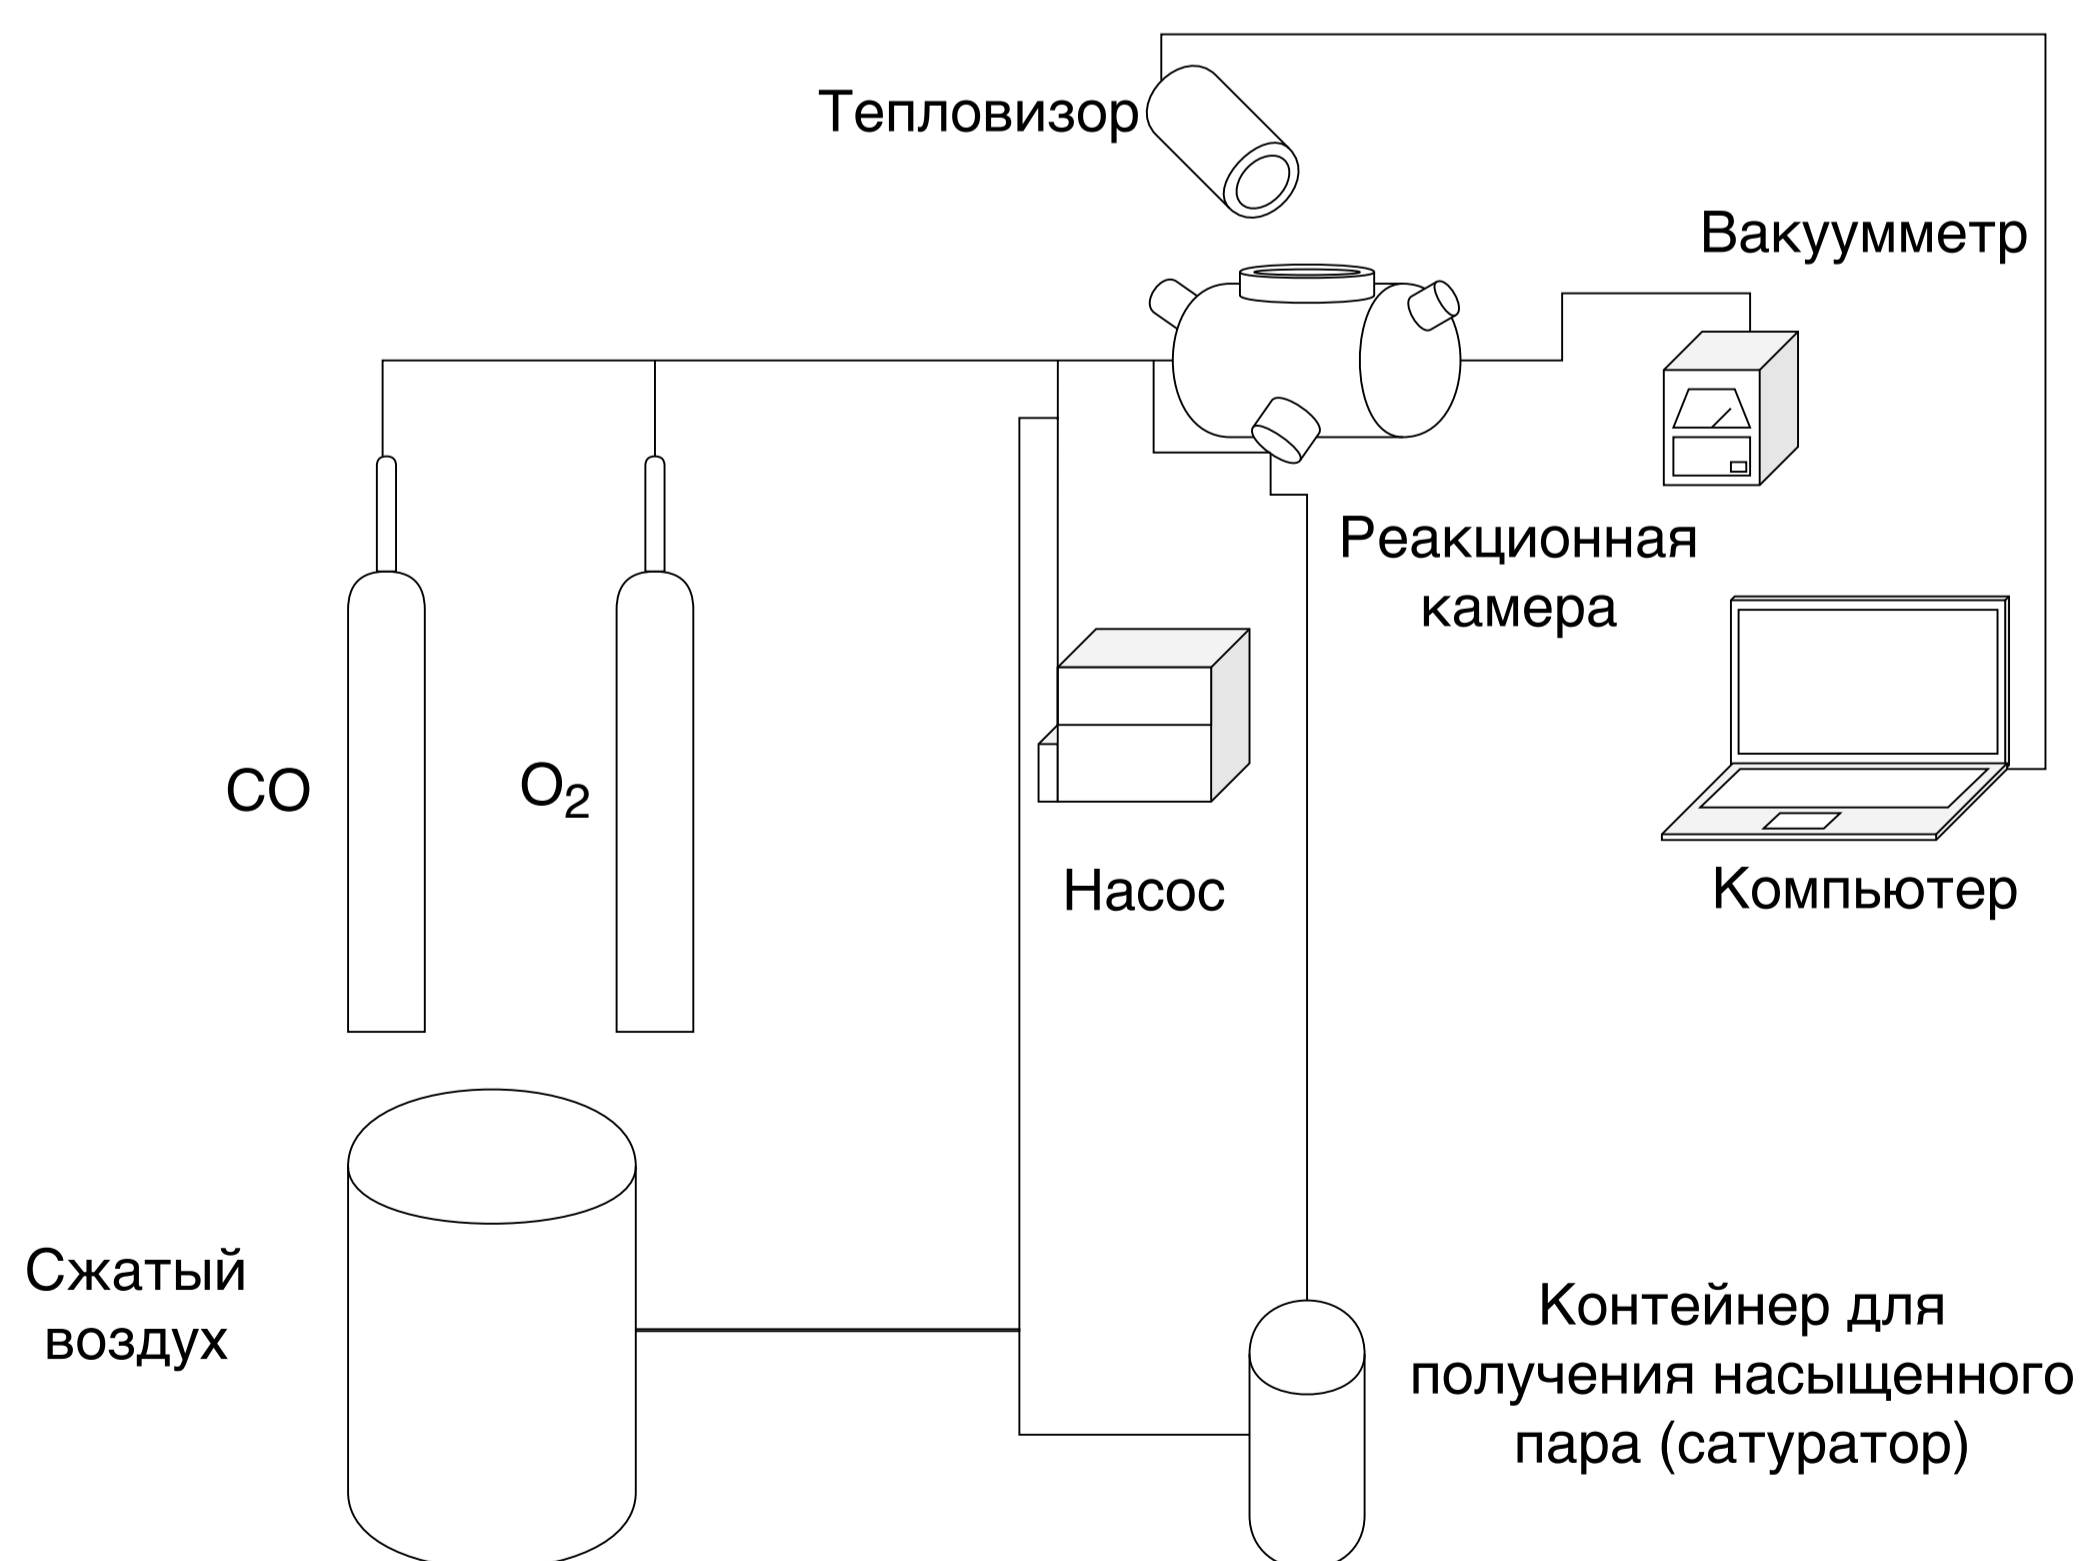 Тепловизор
Вакуумметр
Реакционная
камера
CO
O₂
Насос
Компьютер
Сжатый
воздух
Контейнер для
получения насыщенного
пара (сатуратор)